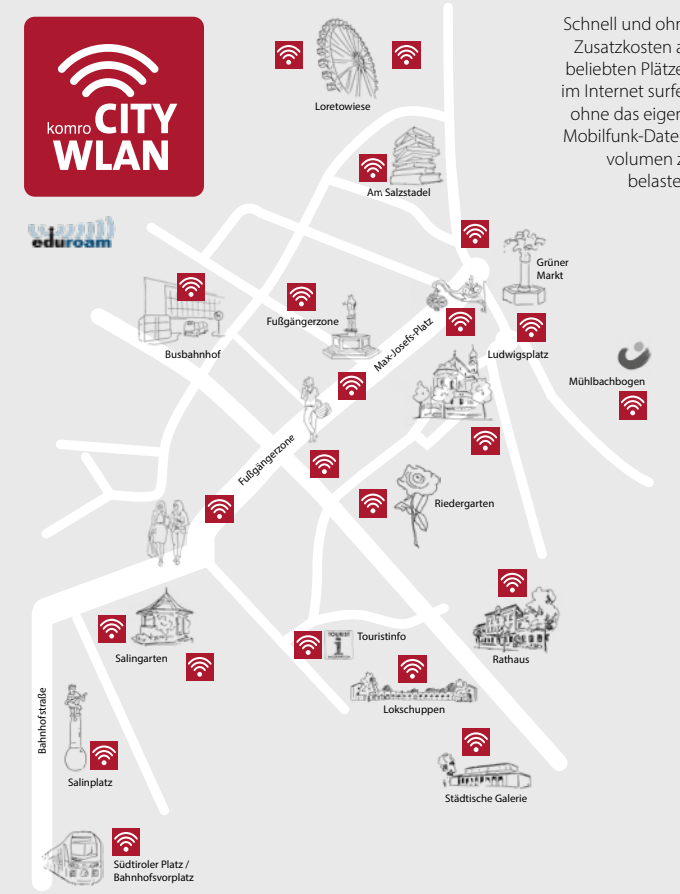 komro CITY
WLAN
Schnell und ohn
Zusatzkosten a
beliebten Plätze
im Internet surfe
ohne das eiger
Mobilfunk-Date
volumen z
belaste
eduroam
Loretowiese
Am Salzstadel
Grüner
Markt
Busbahnhof
Fußgängerzone
Max-Josefs-Platz
Ludwigsplatz
Mühlbachbogen
Fußgängerzone
Riedergarten
Salingarten
TOURIST
i
Touristinfo
Rathaus
Lokschuppen
Bahnhofstraße
Salinplatz
Städtische Galerie
Südtiroler Platz /
Bahnhofsvorplatz